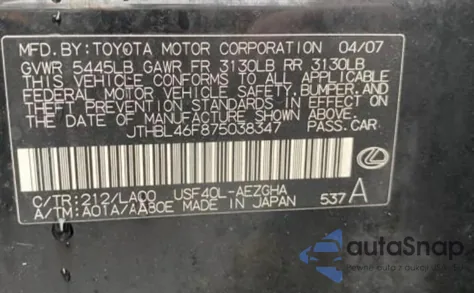 MFD. BY: TOYOTA MOTOR CORPORATION 04/07
GVWR 5445LB GAWR FR 3130LB RR 3130LB
THIS VEHICLE CONFORMS TO ALL APPLICABLE
FEDERAL MOTOR VEHICLE SAFETY, BUMPER, AND
THEFT PREVENTION STANDARDS IN EFFECT ON
THE DATE OF MANUFACTURE SHOWN ABOVE.
JTHBL46F875038347 PASS. CAR
C/TR: 212/LA00 USF40L-AEZGHA
A/TM: A01A/AA80E MADE IN JAPAN 537 A
autoSnap